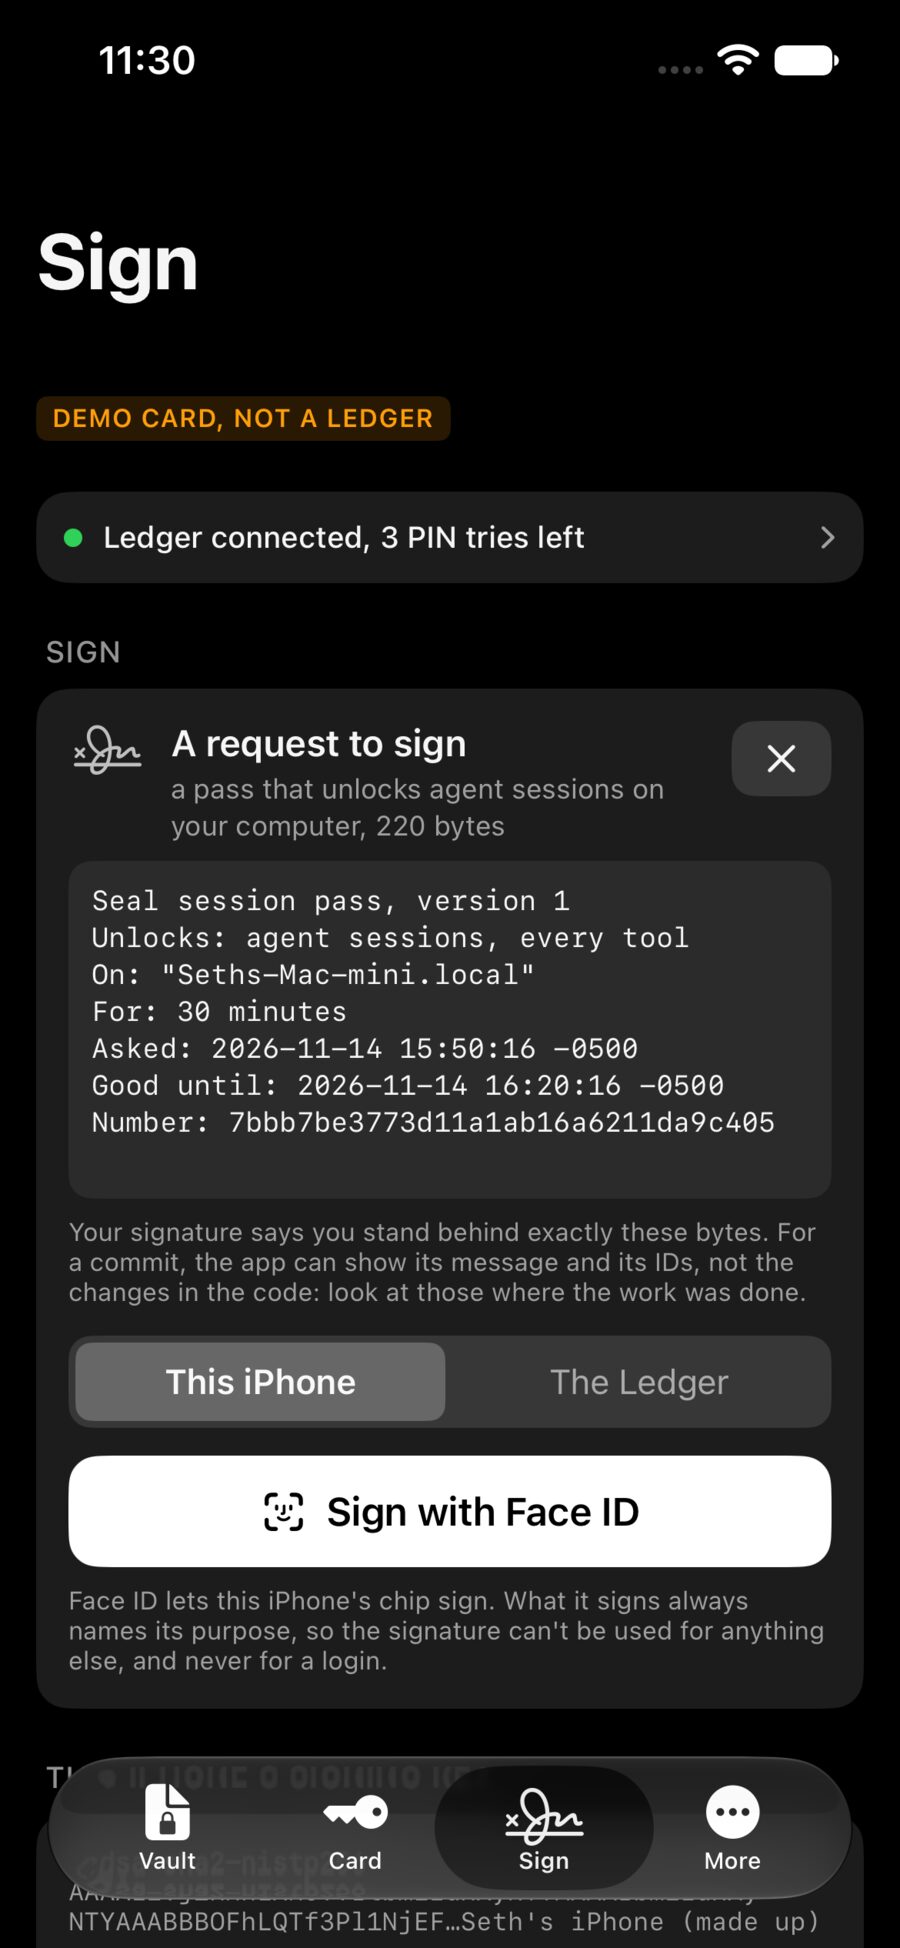 11:30
Sign
DEMO CARD, NOT A LEDGER
Ledger connected, 3 PIN tries left
SIGN
A request to sign
a pass that unlocks agent sessions on
your computer, 220 bytes
Seal session pass, version 1
Unlocks: agent sessions, every tool
On: "Seths-Mac-mini.local"
For: 30 minutes
Asked: 2026-11-14 15:50:16 -0500
Good until: 2026-11-14 16:20:16 -0500
Number: 7bbb7be3773d11a1ab16a6211da9c405
Your signature says you stand behind exactly these bytes. For
a commit, the app can show its message and its IDs, not the
changes in the code: look at those where the work was done.
This iPhone
The Ledger
Sign with Face ID
Face ID lets this iPhone's chip sign. What it signs always
names its purpose, so the signature can't be used for anything
else, and never for a login.
Vault
Card
Sign
More
NTYAAABBBOFhLQTf3Pl1NjEF…Seth's iPhone (made up)